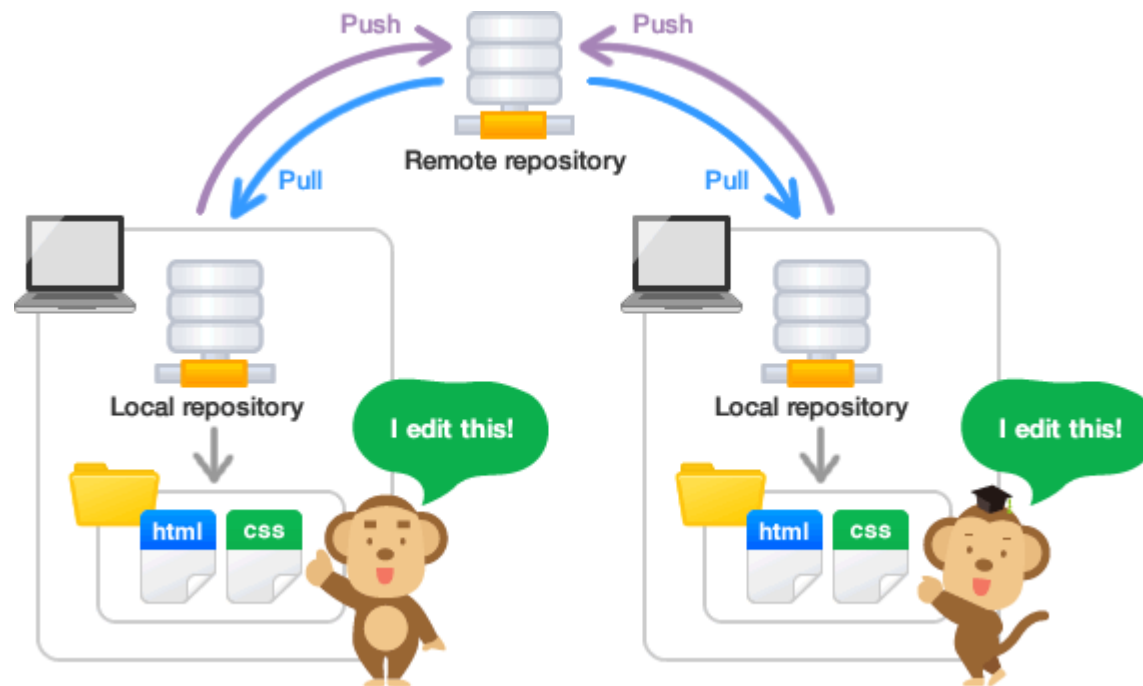 Push
Push
Remote repository
Pull
Pull
Local repository
I edit this!
html
css
Local repository
I edit this!
html
css